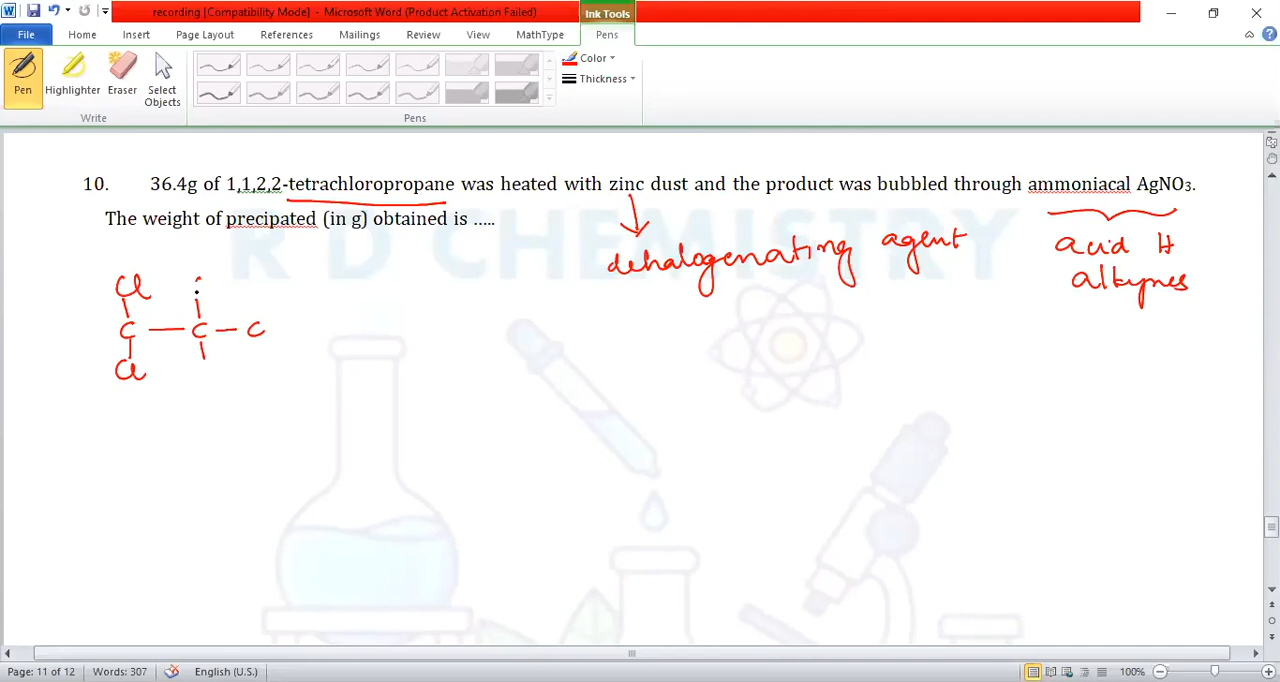 recording [Compatibility Mode] - Microsoft Word (Product Activation Failed)
Ink Tools
File Home Insert Page Layout References Mailings Review View MathType Pens
Pen Highlighter Eraser Select Objects
Color
Thickness
Write Pens
10. 36.4g of 1,1,2,2-tetrachloropropane was heated with zinc dust and the product was bubbled through ammoniacal AgNO₃.
The weight of precipated (in g) obtained is .....
dehalogenating agent
acid H
alkynes
Cl
C — C — C
Cl
R D CHEMISTRY
Page: 11 of 12 Words: 307 English (U.S.) 100%